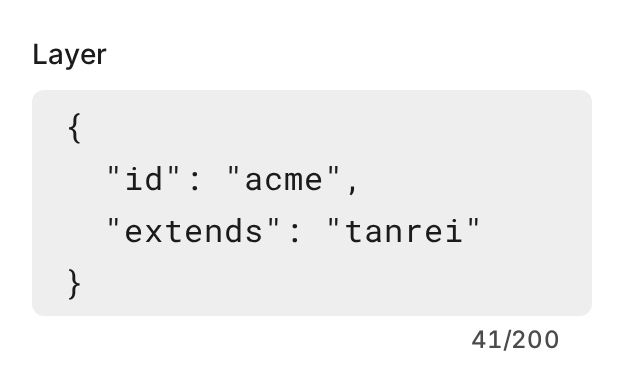 Layer
{
  "id": "acme",
  "extends": "tanrei"
}
41/200